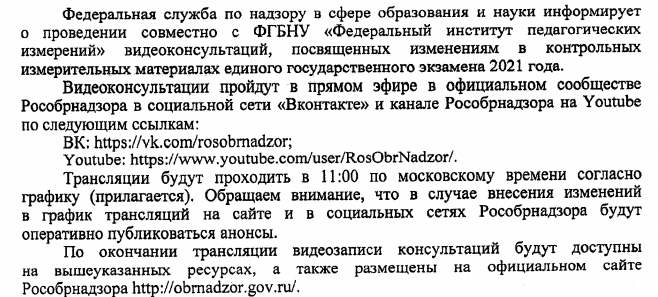 Федеральная служба по надзору в сфере образования и науки информирует
о проведении совместно с ФГБНУ «Федеральный институт педагогических
измерений» видеоконсультаций, посвященных изменениям в контрольных
измерительных материалах единого государственного экзамена 2021 года.
Видеоконсультации пройдут в прямом эфире в официальном сообществе
Рособрнадзора в социальной сети «Вконтакте» и канале Рособрнадзора на Youtube
по следующим ссылкам:
ВК: https://vk.com/rosobrnadzor;
Youtube: https://www.youtube.com/user/RosObrNadzor/.
Трансляции будут проходить в 11:00 по московскому времени согласно
графику (прилагается). Обращаем внимание, что в случае внесения изменений
в график трансляций на сайте и в социальных сетях Рособрнадзора будут
оперативно публиковаться анонсы.
По окончании трансляции видеозаписи консультаций будут доступны
на вышеуказанных ресурсах, а также размещены на официальном сайте
Рособрнадзора http://obrnadzor.gov.ru/.